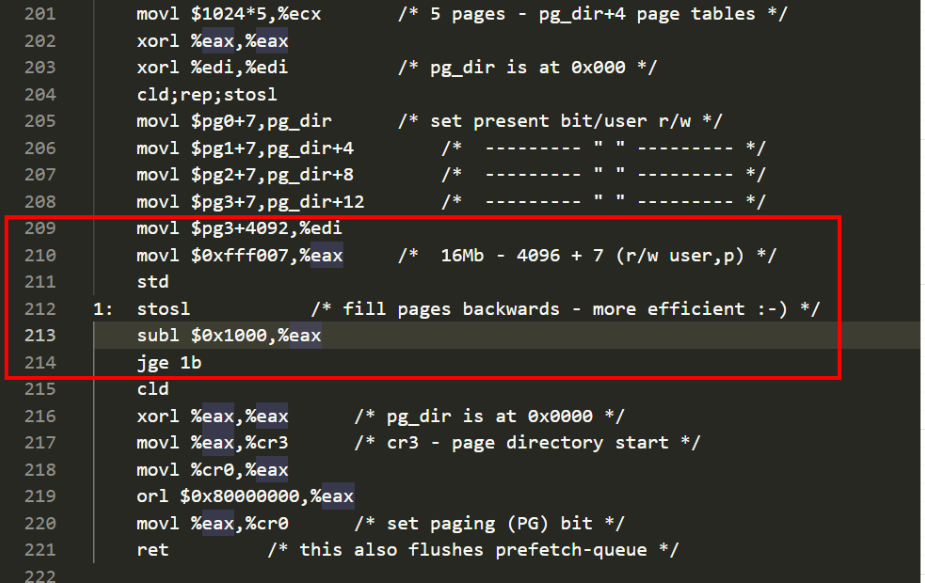 201 movl $1024*5,%ecx /* 5 pages - pg_dir+4 page tables */
202 xorl %eax,%eax
203 xorl %edi,%edi /* pg_dir is at 0x000 */
204 cld;rep;stosl
205 movl $pg0+7,pg_dir /* set present bit/user r/w */
206 movl $pg1+7,pg_dir+4 /* --------- " " --------- */
207 movl $pg2+7,pg_dir+8 /* --------- " " --------- */
208 movl $pg3+7,pg_dir+12 /* --------- " " --------- */
209 movl $pg3+4092,%edi
210 movl $0xfff007,%eax /* 16Mb - 4096 + 7 (r/w user,p) */
211 std
212 1: stosl /* fill pages backwards - more efficient :-) */
213 subl $0x1000,%eax
214 jge 1b
215 cld
216 xorl %eax,%eax /* pg_dir is at 0x0000 */
217 movl %eax,%cr3 /* cr3 - page directory start */
218 movl %cr0,%eax
219 orl $0x80000000,%eax
220 movl %eax,%cr0 /* set paging (PG) bit */
221 ret /* this also flushes prefetch-queue */
222